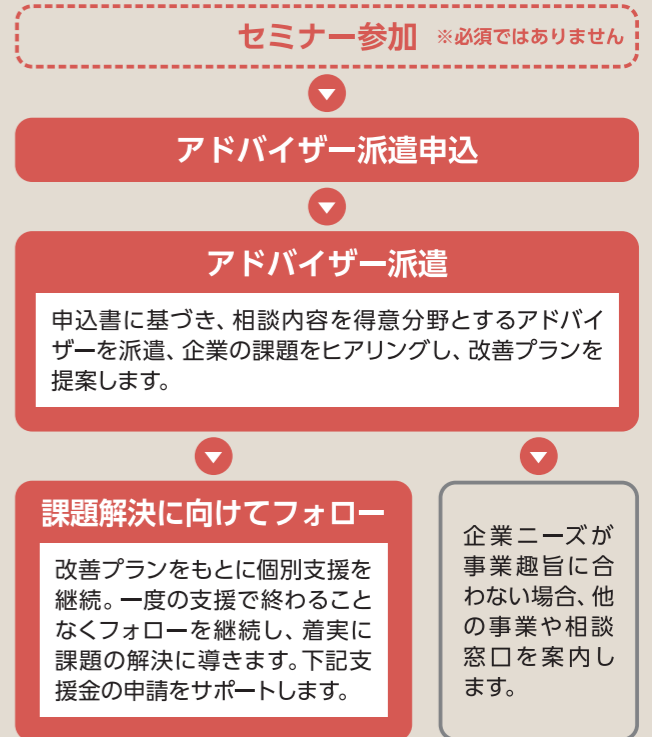 セミナー参加 ※必須ではありません
アドバイザー派遣申込
アドバイザー派遣
申込書に基づき、相談内容を得意分野とするアドバイ
ザーを派遣、企業の課題をヒアリングし、改善プランを
提案します。
課題解決に向けてフォロー
改善プランをもとに個別支援を
継続。一度の支援で終わること
なくフォローを継続し、着実に
課題の解決に導きます。下記支
援金の申請をサポートします。
企業ニーズが
事業趣旨に合
わない場合、他
の事業や相談
窓口を案内し
ます。